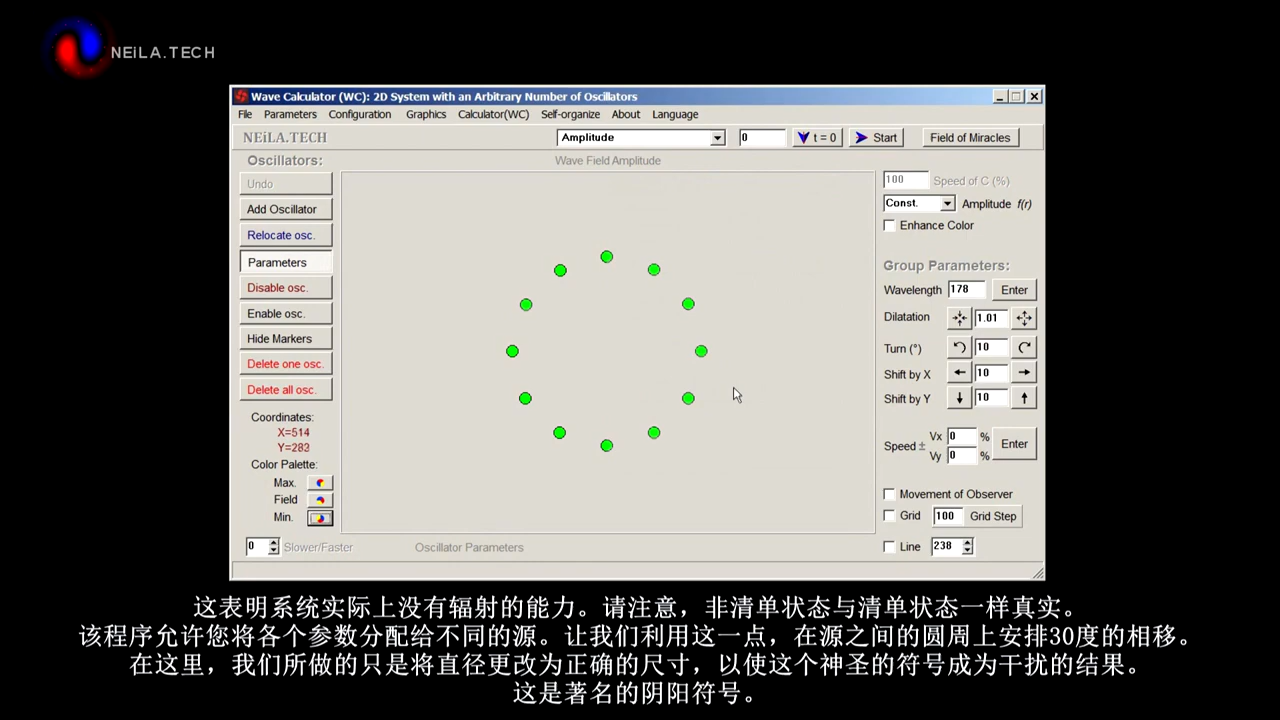 NEiLA.TECH
Wave Calculator (WC): 2D System with an Arbitrary Number of Oscillators
File Parameters Configuration Graphics Calculator(WC) Self-organize About Language
NEiLA.TECH
Amplitude
0
t = 0
Start
Field of Miracles
Oscillators:
Wave Field Amplitude
Undo
Add Oscillator
Relocate osc.
Parameters
Disable osc.
Enable osc.
Hide Markers
Delete one osc.
Delete all osc.
Coordinates:
X=514
Y=283
Color Palette:
Max.
Field
Min.
0 Slower/Faster
Oscillator Parameters
100 Speed of C (%)
Const. Amplitude f(r)
Enhance Color
Group Parameters:
Wavelength 178 Enter
Dilatation 1.01
Turn (°) 10
Shift by X 10
Shift by Y 10
Speed ± Vx 0 % Enter
Vy 0 %
Movement of Observer
Grid 100 Grid Step
Line 238
这表明系统实际上没有辐射的能力。请注意，非清单状态与清单状态一样真实。
该程序允许您将各个参数分配给不同的源。让我们利用这一点，在源之间的圆周上安排30度的相移。
在这里，我们所做的只是将直径更改为正确的尺寸，以使这个神圣的符号成为干扰的结果。
这是著名的阴阳符号。